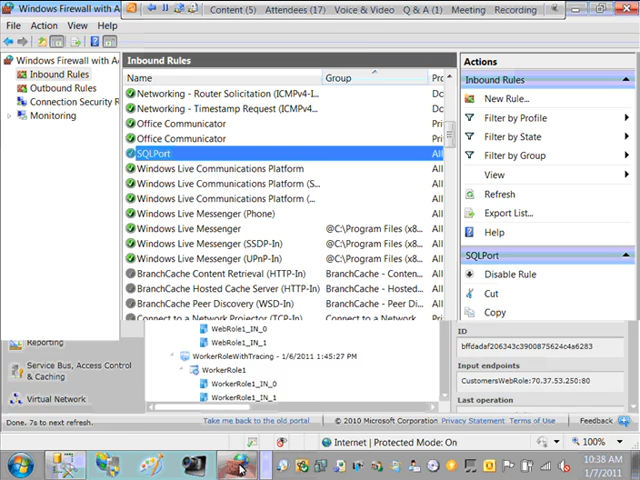 Windows Firewall with Ad
Content (5) Attendees (17) Voice & Video Q & A (1) Meeting Recording
File Action View Help
Windows Firewall with Ac
Inbound Rules
Outbound Rules
Connection Security R
Monitoring
Inbound Rules
Name Group Pr
Networking - Router Solicitation (ICMPv4-I...
Networking - Timestamp Request (ICMPv4...
Office Communicator Pri
Office Communicator Pri
SQLPort All
Windows Live Communications Platform All
Windows Live Communications Platform (S... All
Windows Live Communications Platform (... All
Windows Live Messenger (Phone) All
Windows Live Messenger @C:\Program Files (x8... All
Windows Live Messenger (SSDP-In) @C:\Program Files (x8... All
Windows Live Messenger (UPnP-In) @C:\Program Files (x8... All
BranchCache Content Retrieval (HTTP-In) BranchCache - Conten... All
BranchCache Hosted Cache Server (HTTP-In) BranchCache - Hosted... All
BranchCache Peer Discovery (WSD-In) BranchCache - Peer Di... All
Connect to a Network Projector (TCP-In) Connect to a Network
Actions
Inbound Rules
New Rule...
Filter by Profile
Filter by State
Filter by Group
View
Refresh
Export List...
Help
SQLPort
Disable Rule
Cut
Copy
Reporting
Service Bus, Access Control
& Caching
Virtual Network
WebRole1_IN_0
WebRole1_IN_1
WorkerRoleWithTracing - 1/6/2011 1:45:27 PM
WorkerRole1
WorkerRole1_IN_0
WorkerRole1_IN_1
ID
bffdadaf206343c3900875624c4a6283
Input endpoints
CustomersWebRole:70.37.53.250:80
Last operation
Done. 7s to next refresh.
Take me back to the old portal
© 2010 Microsoft Corporation Privacy Statement Terms of Use
Feedback
Internet | Protected Mode: On
100%
10:38 AM
1/7/2011